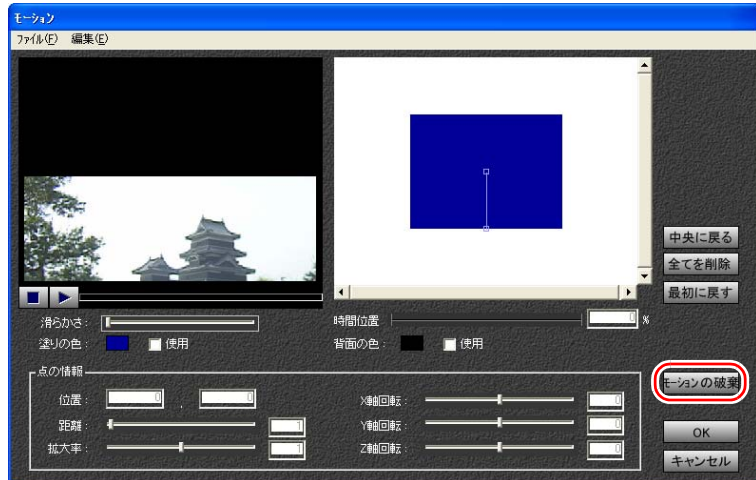 モーション
ファイル(F) 編集(E)
中央に戻る
全てを削除
最初に戻す
滑らかさ:
時間位置 0 %
塗りの色: 使用
背面の色: 使用
点の情報
位置: 0 , 0
X軸回転: 0
距離: 1
Y軸回転: 0
拡大率: 1
Z軸回転: 0
モーションの破棄
OK
キャンセル